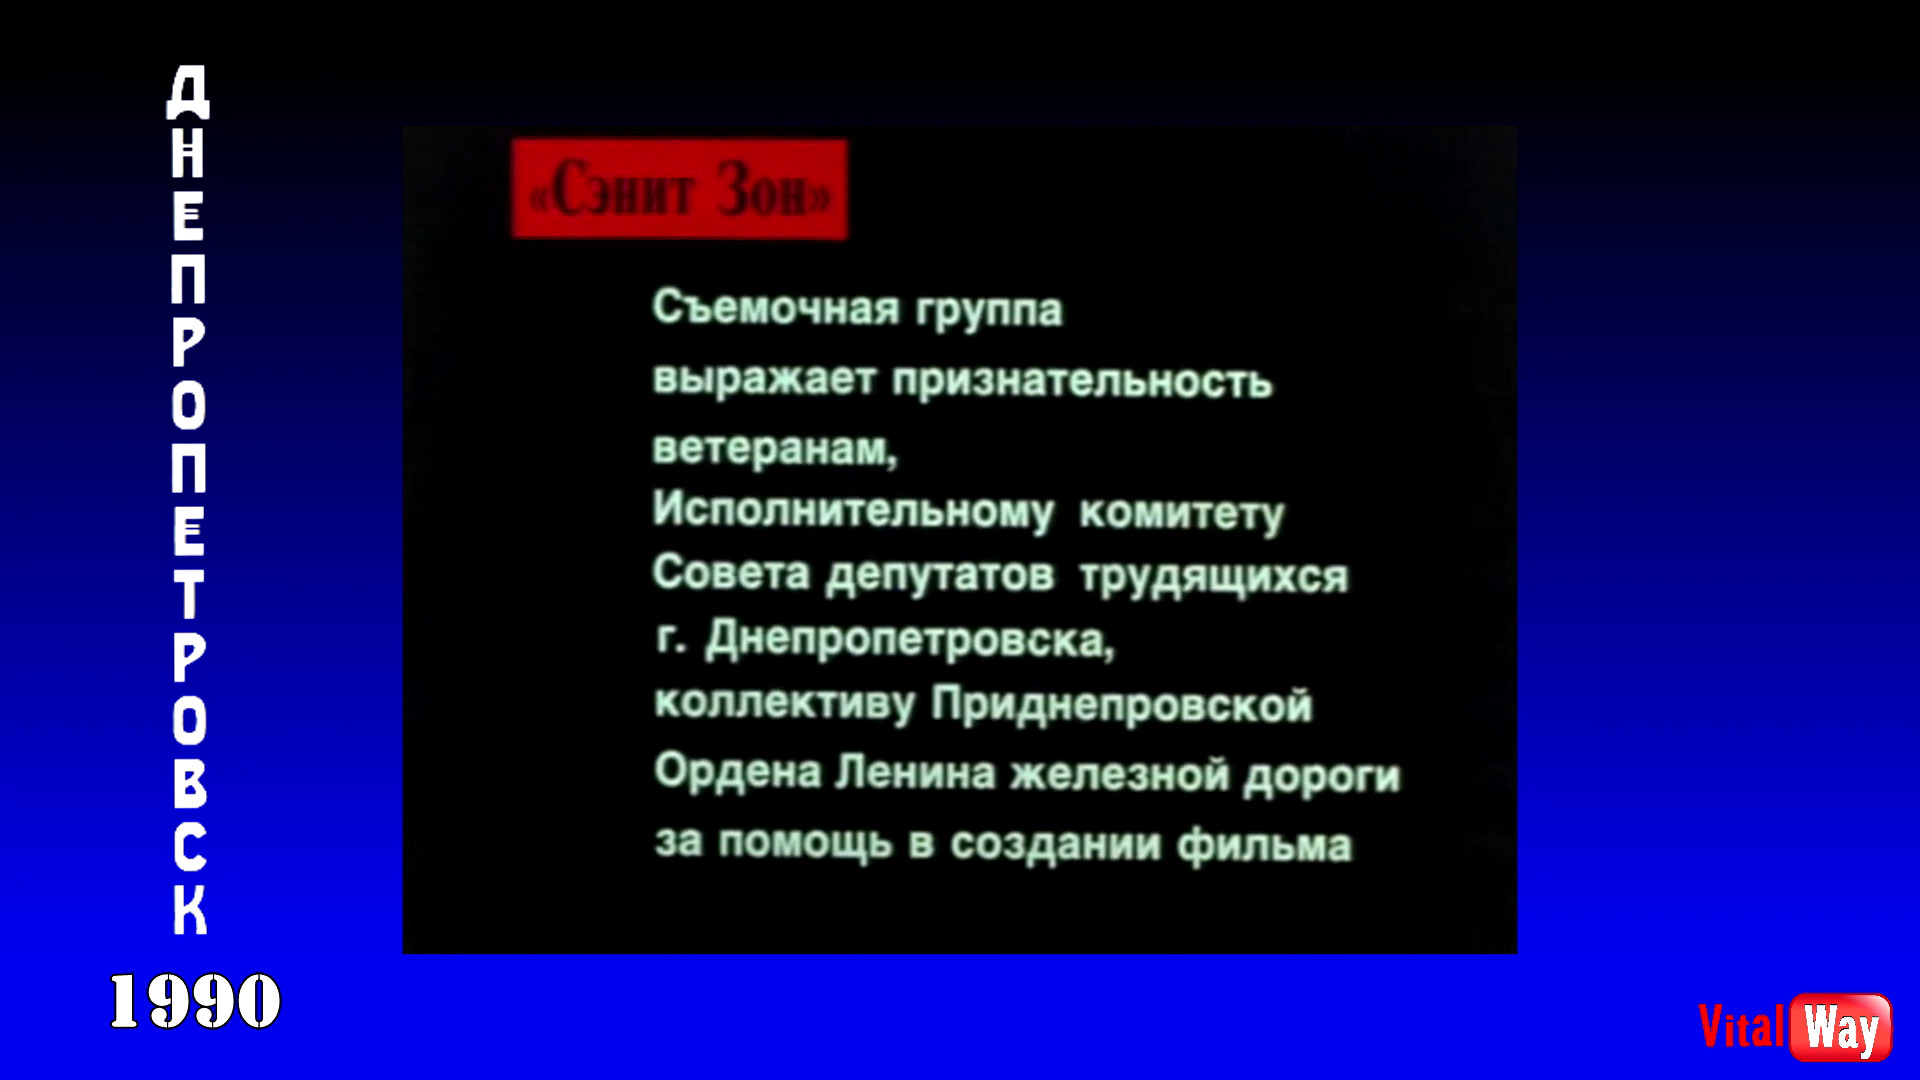 ДНЕПРОПЕТРОВСК
1990
«Сэнит Зон»
Съемочная группа
выражает признательность
ветеранам,
Исполнительному комитету
Совета депутатов трудящихся
г. Днепропетровска,
коллективу Приднепровской
Ордена Ленина железной дороги
за помощь в создании фильма
Vital Way